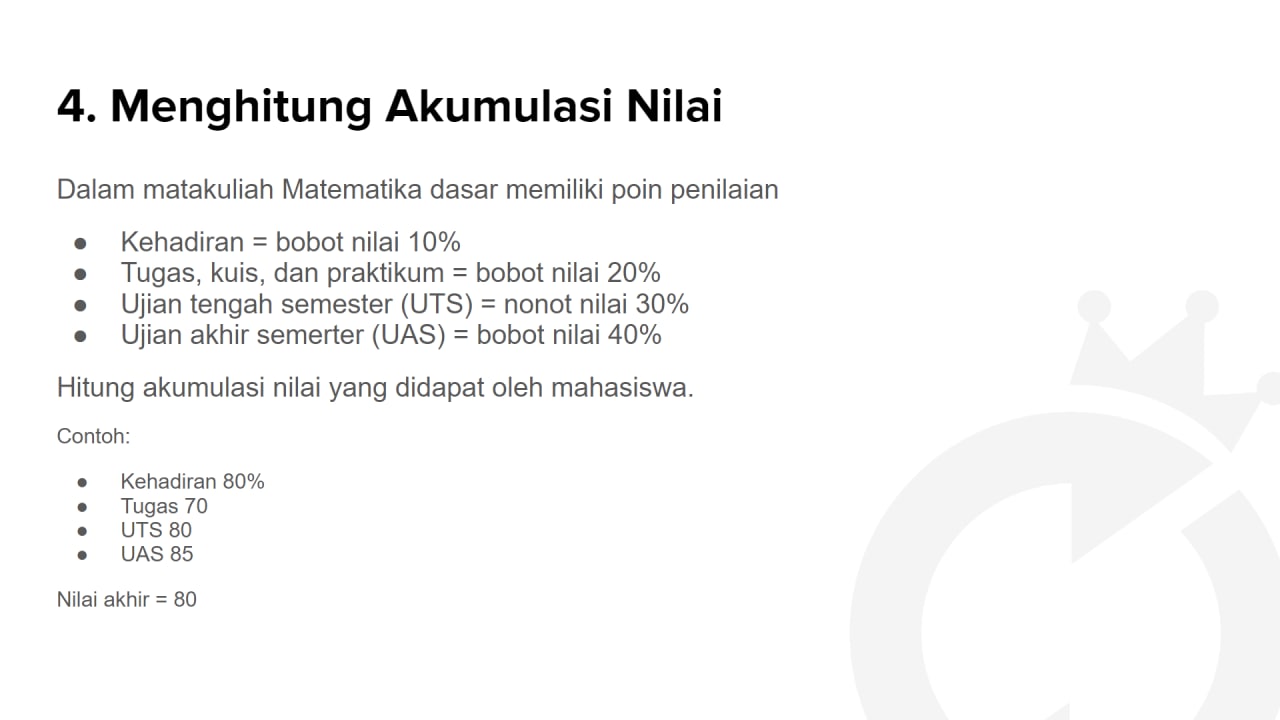 4. Menghitung Akumulasi Nilai
Dalam matakuliah Matematika dasar memiliki poin penilaian
● Kehadiran = bobot nilai 10%
● Tugas, kuis, dan praktikum = bobot nilai 20%
● Ujian tengah semester (UTS) = nonot nilai 30%
● Ujian akhir semerter (UAS) = bobot nilai 40%
Hitung akumulasi nilai yang didapat oleh mahasiswa.
Contoh:
● Kehadiran 80%
● Tugas 70
● UTS 80
● UAS 85
Nilai akhir = 80